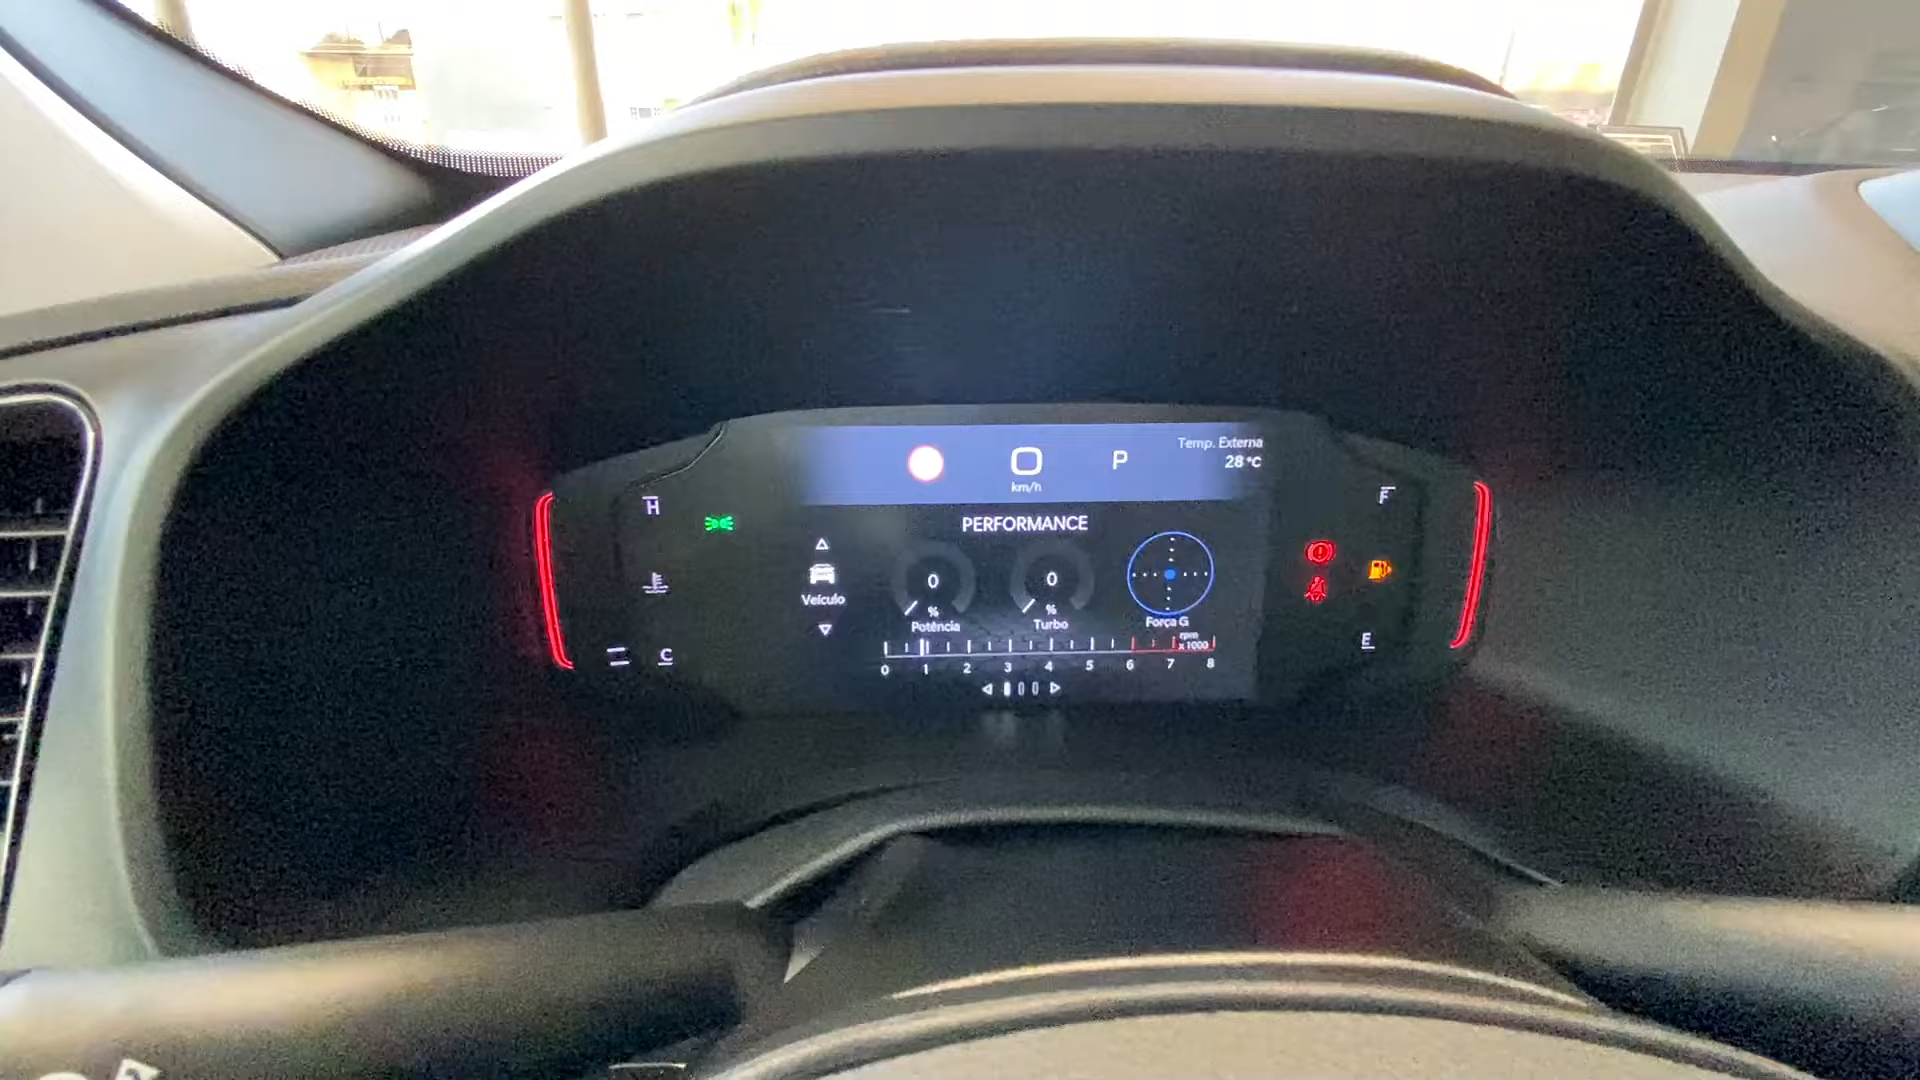 Temp. Externa
0 P 28 °C
km/h
H F
PERFORMANCE
0 0
Veículo
% %
Potência Turbo Força G
rpm
x 1000
C E
0 1 2 3 4 5 6 7 8